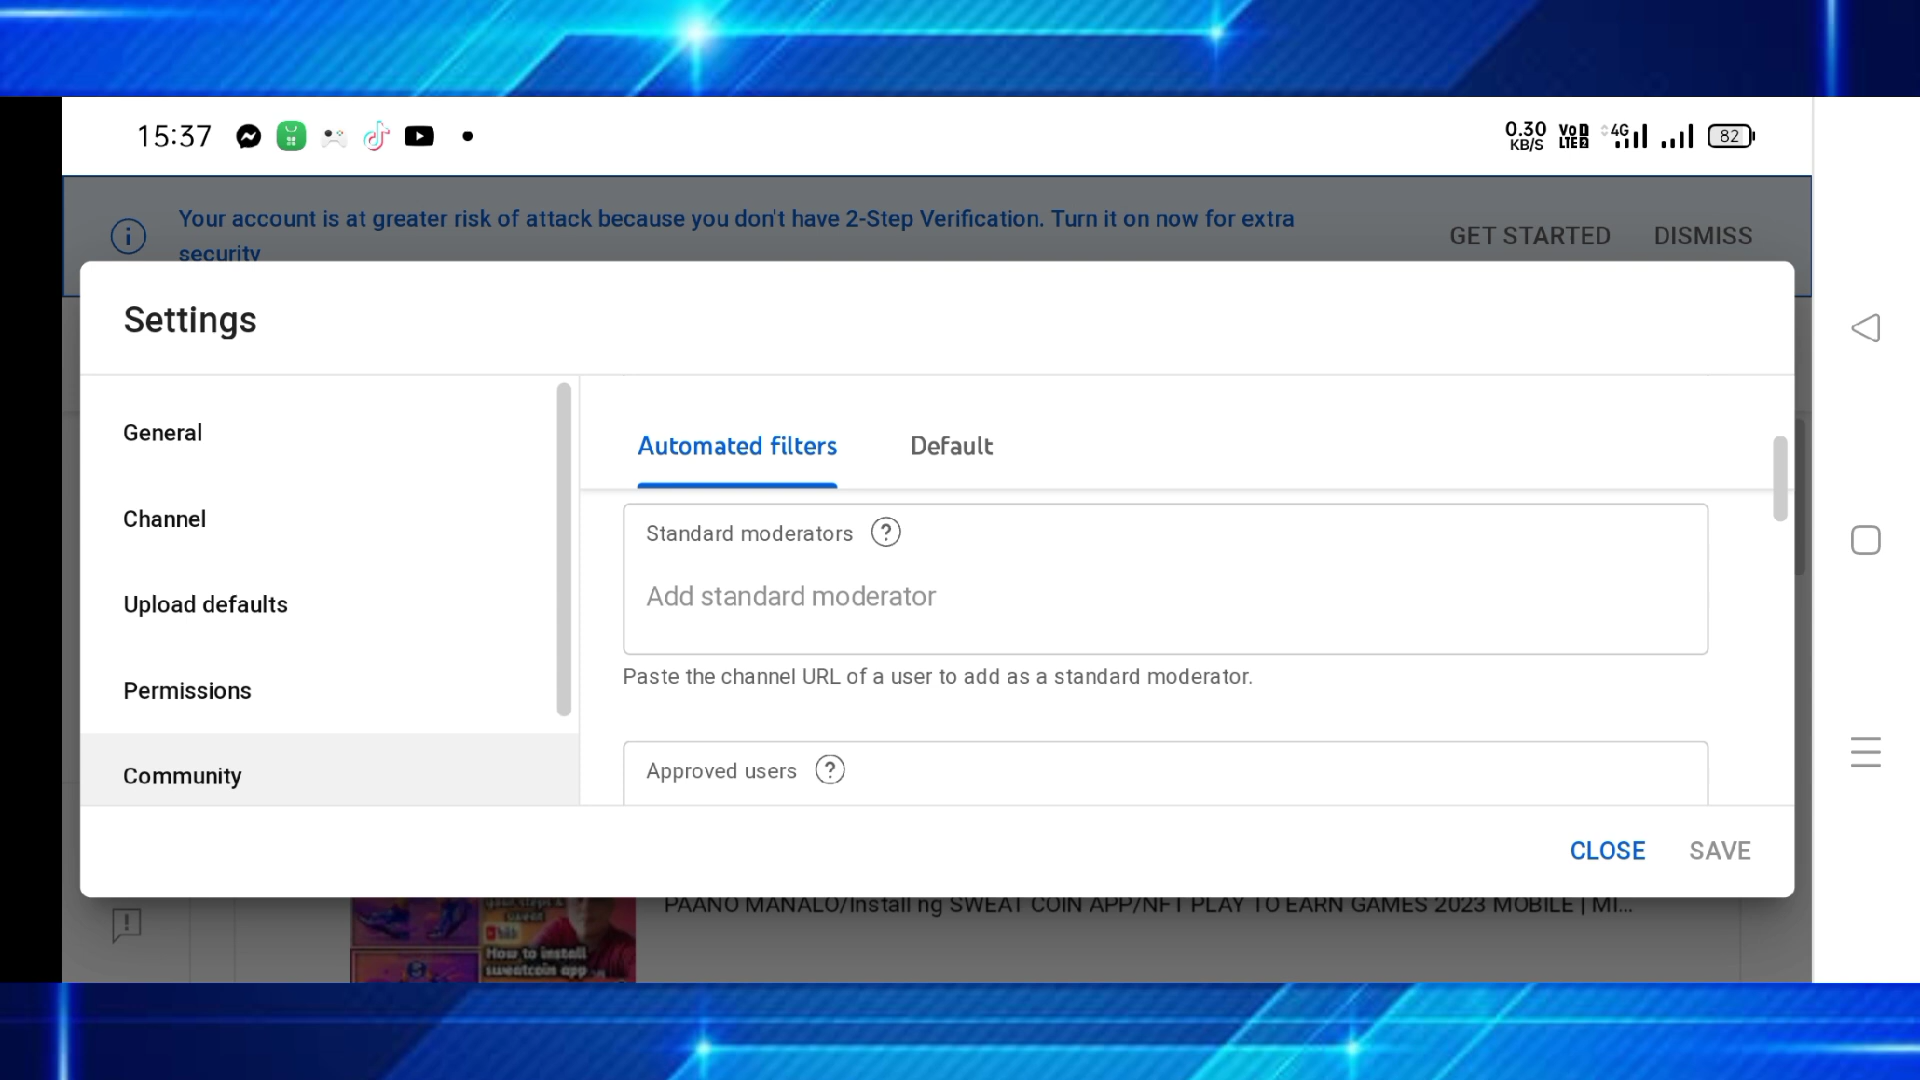 15:37
0.30 KB/S
VoD LTE2
4G
82
Your account is at greater risk of attack because you don't have 2-Step Verification. Turn it on now for extra
security
GET STARTED
DISMISS
Settings
General
Channel
Upload defaults
Permissions
Community
Automated filters
Default
Standard moderators ?
Add standard moderator
Paste the channel URL of a user to add as a standard moderator.
Approved users ?
CLOSE
SAVE
PAANO MANALO/Install ng SWEAT COIN APP/NFT PLAY TO EARN GAMES 2023 MOBILE | MI...
How to install
sweatcoin app